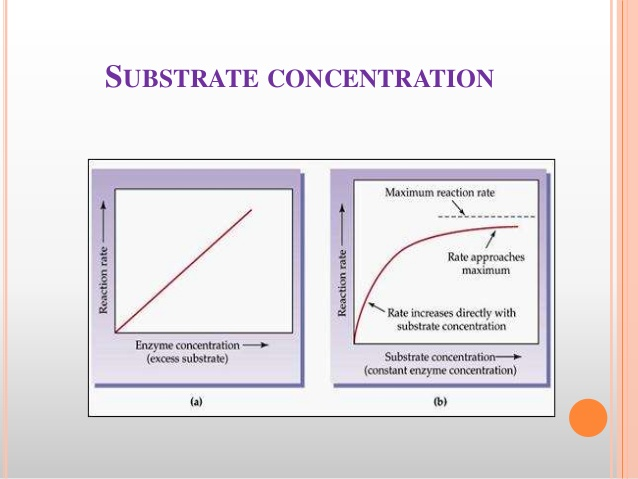 SUBSTRATE CONCENTRATION
Reaction rate
Enzyme concentration
(excess substrate)
(a)
Maximum reaction rate
Rate approaches
maximum
Rate increases directly with
substrate concentration
Reaction rate
Substrate concentration
(constant enzyme concentration)
(b)